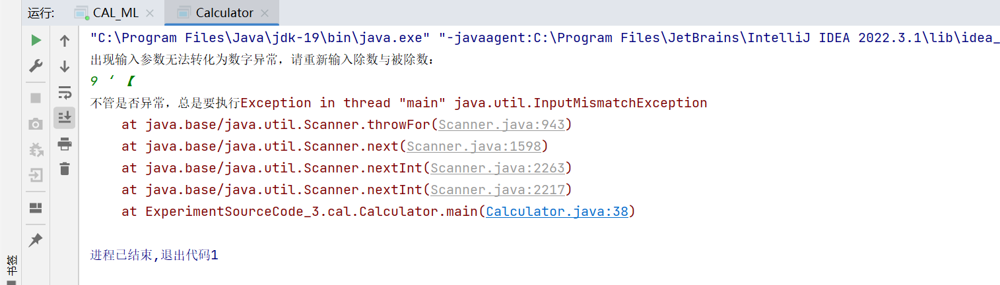 运行: CAL_ML × Calculator ×
"C:\Program Files\Java\jdk-19\bin\java.exe" "-javaagent:C:\Program Files\JetBrains\IntelliJ IDEA 2022.3.1\lib\idea_
出现输入参数无法转化为数字异常，请重新输入除数与被除数：
9 ‘ 【
不管是否异常，总是要执行Exception in thread "main" java.util.InputMismatchException
at java.base/java.util.Scanner.throwFor(Scanner.java:943)
at java.base/java.util.Scanner.next(Scanner.java:1598)
at java.base/java.util.Scanner.nextInt(Scanner.java:2263)
at java.base/java.util.Scanner.nextInt(Scanner.java:2217)
at ExperimentSourceCode_3.cal.Calculator.main(Calculator.java:38)
进程已结束,退出代码1
书签